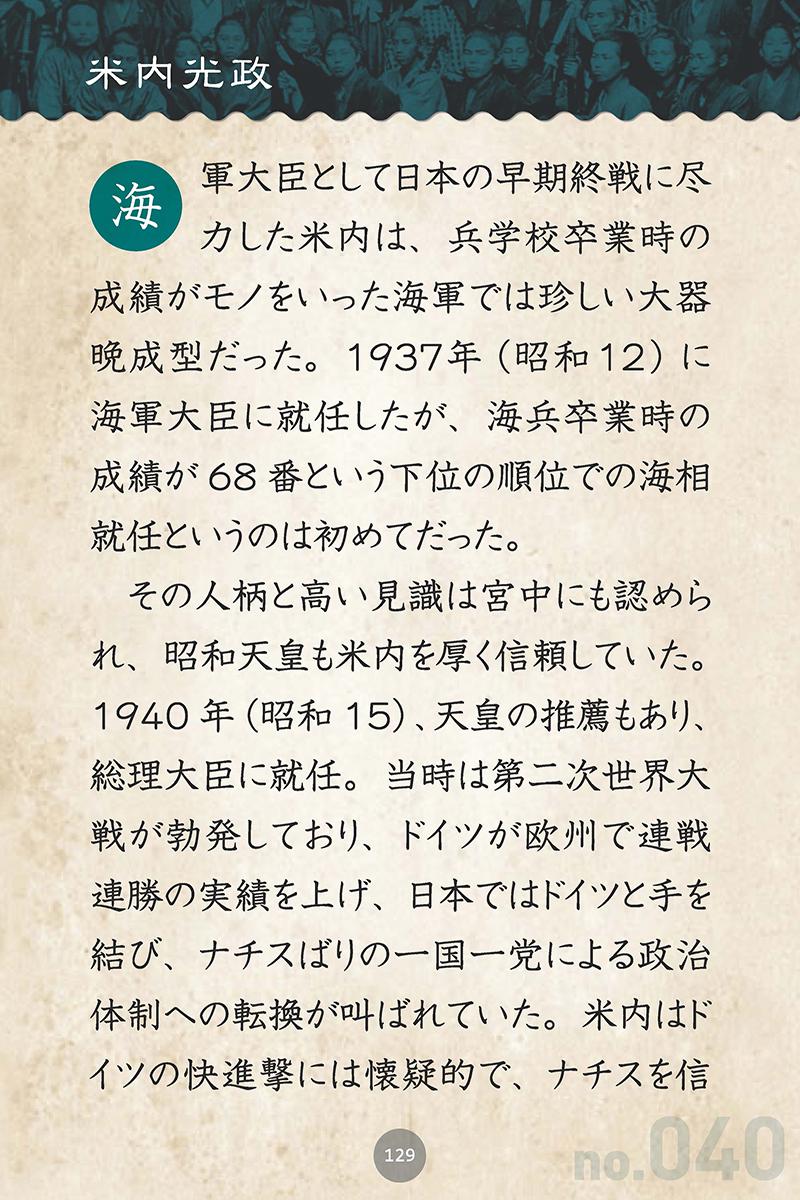 米内光政
海軍大臣として日本の早期終戦に尽
力した米内は、兵学校卒業時の
成績がモノをいった海軍では珍しい大器
晩成型だった。1937年（昭和12）に
海軍大臣に就任したが、海兵卒業時の
成績が68番という下位の順位での海相
就任というのは初めてだった。
　その人柄と高い見識は宮中にも認めら
れ、昭和天皇も米内を厚く信頼していた。
1940年（昭和15）、天皇の推薦もあり、
総理大臣に就任。当時は第二次世界大
戦が勃発しており、ドイツが欧州で連戦
連勝の実績を上げ、日本ではドイツと手を
結び、ナチスばりの一国一党による政治
体制への転換が叫ばれていた。米内はド
イツの快進撃には懐疑的で、ナチスを信
129
no.040